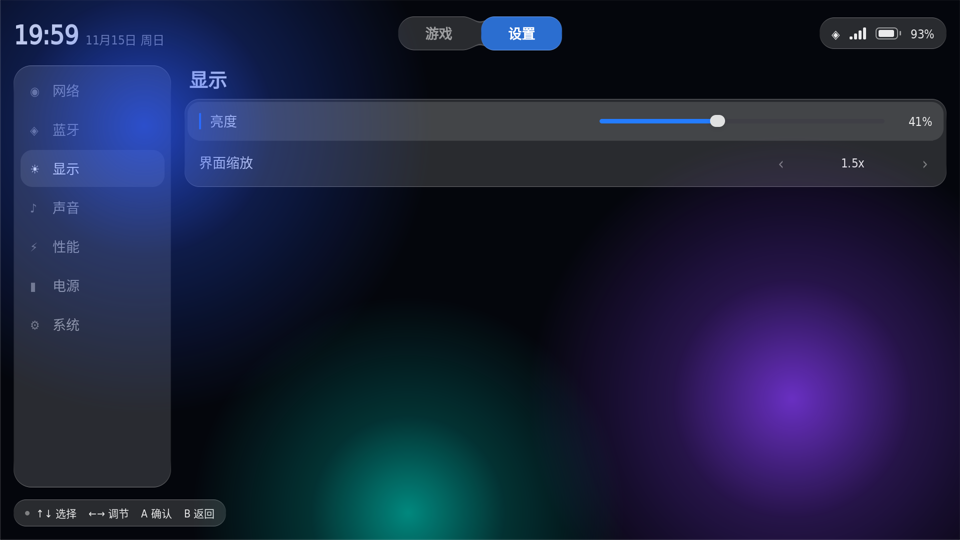 19:59 11月15日 周日
游戏 设置
93%
网络
蓝牙
显示
声音
性能
电源
系统
显示
亮度 41%
界面缩放 ‹ 1.5x ›
↑↓ 选择 ←→ 调节 A 确认 B 返回